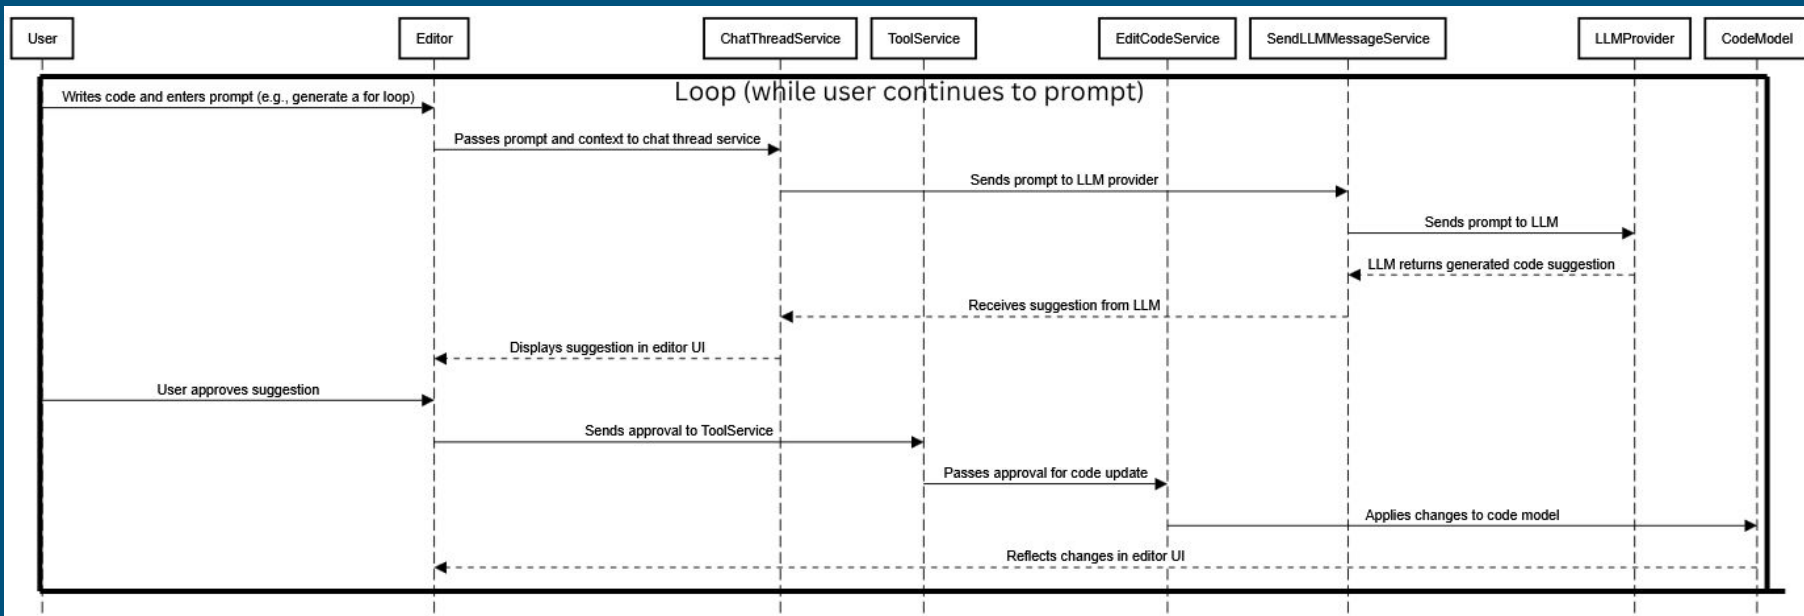 User
Editor
ChatThreadService
ToolService
EditCodeService
SendLLMMessageService
LLMProvider
CodeModel
Loop (while user continues to prompt)
Writes code and enters prompt (e.g., generate a for loop)
Passes prompt and context to chat thread service
Sends prompt to LLM provider
Sends prompt to LLM
LLM returns generated code suggestion
Receives suggestion from LLM
Displays suggestion in editor UI
User approves suggestion
Sends approval to ToolService
Passes approval for code update
Applies changes to code model
Reflects changes in editor UI